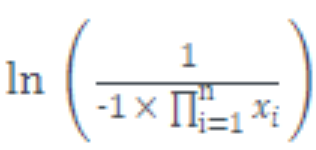 ln ( 1 / (-1 × ∏ⁿᵢ₌₁ xᵢ) )